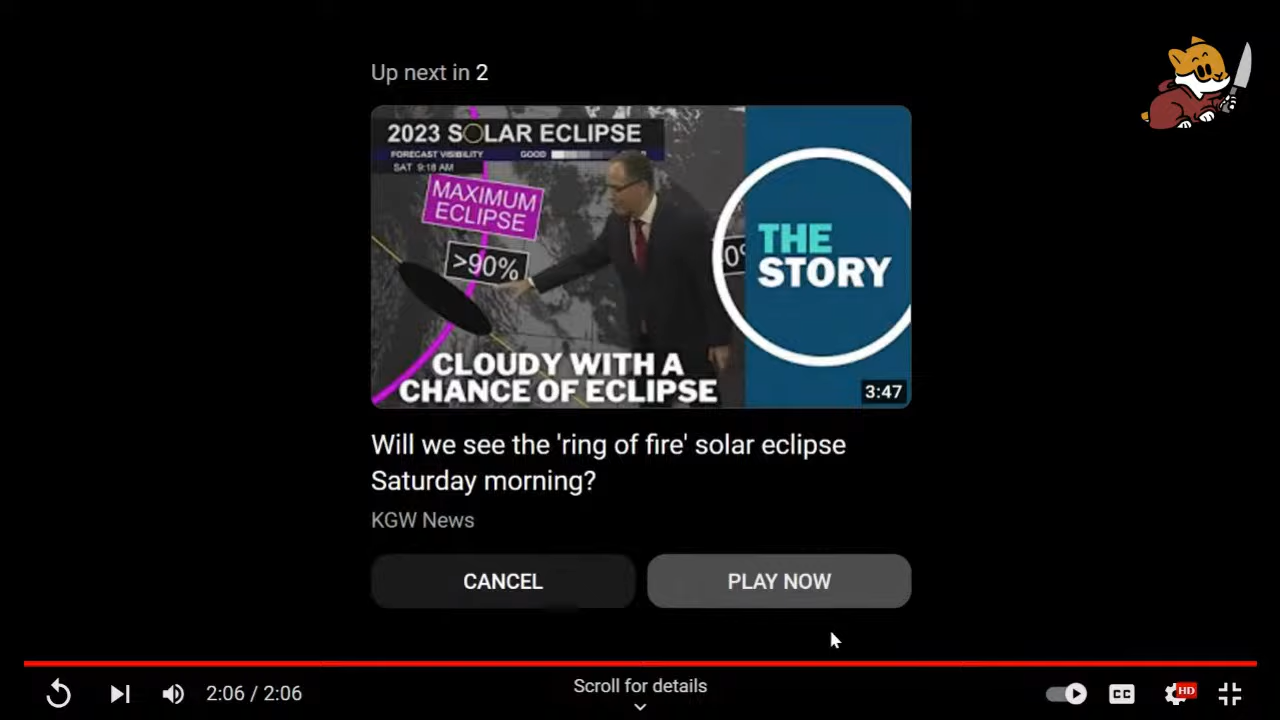 Up next in 2
2023 SOLAR ECLIPSE
FORECAST VISIBILITY GOOD
SAT 9:18 AM
MAXIMUM
ECLIPSE
>90%
THE
STORY
CLOUDY WITH A
CHANCE OF ECLIPSE
3:47
Will we see the 'ring of fire' solar eclipse
Saturday morning?
KGW News
CANCEL PLAY NOW
2:06 / 2:06
Scroll for details
CC
HD